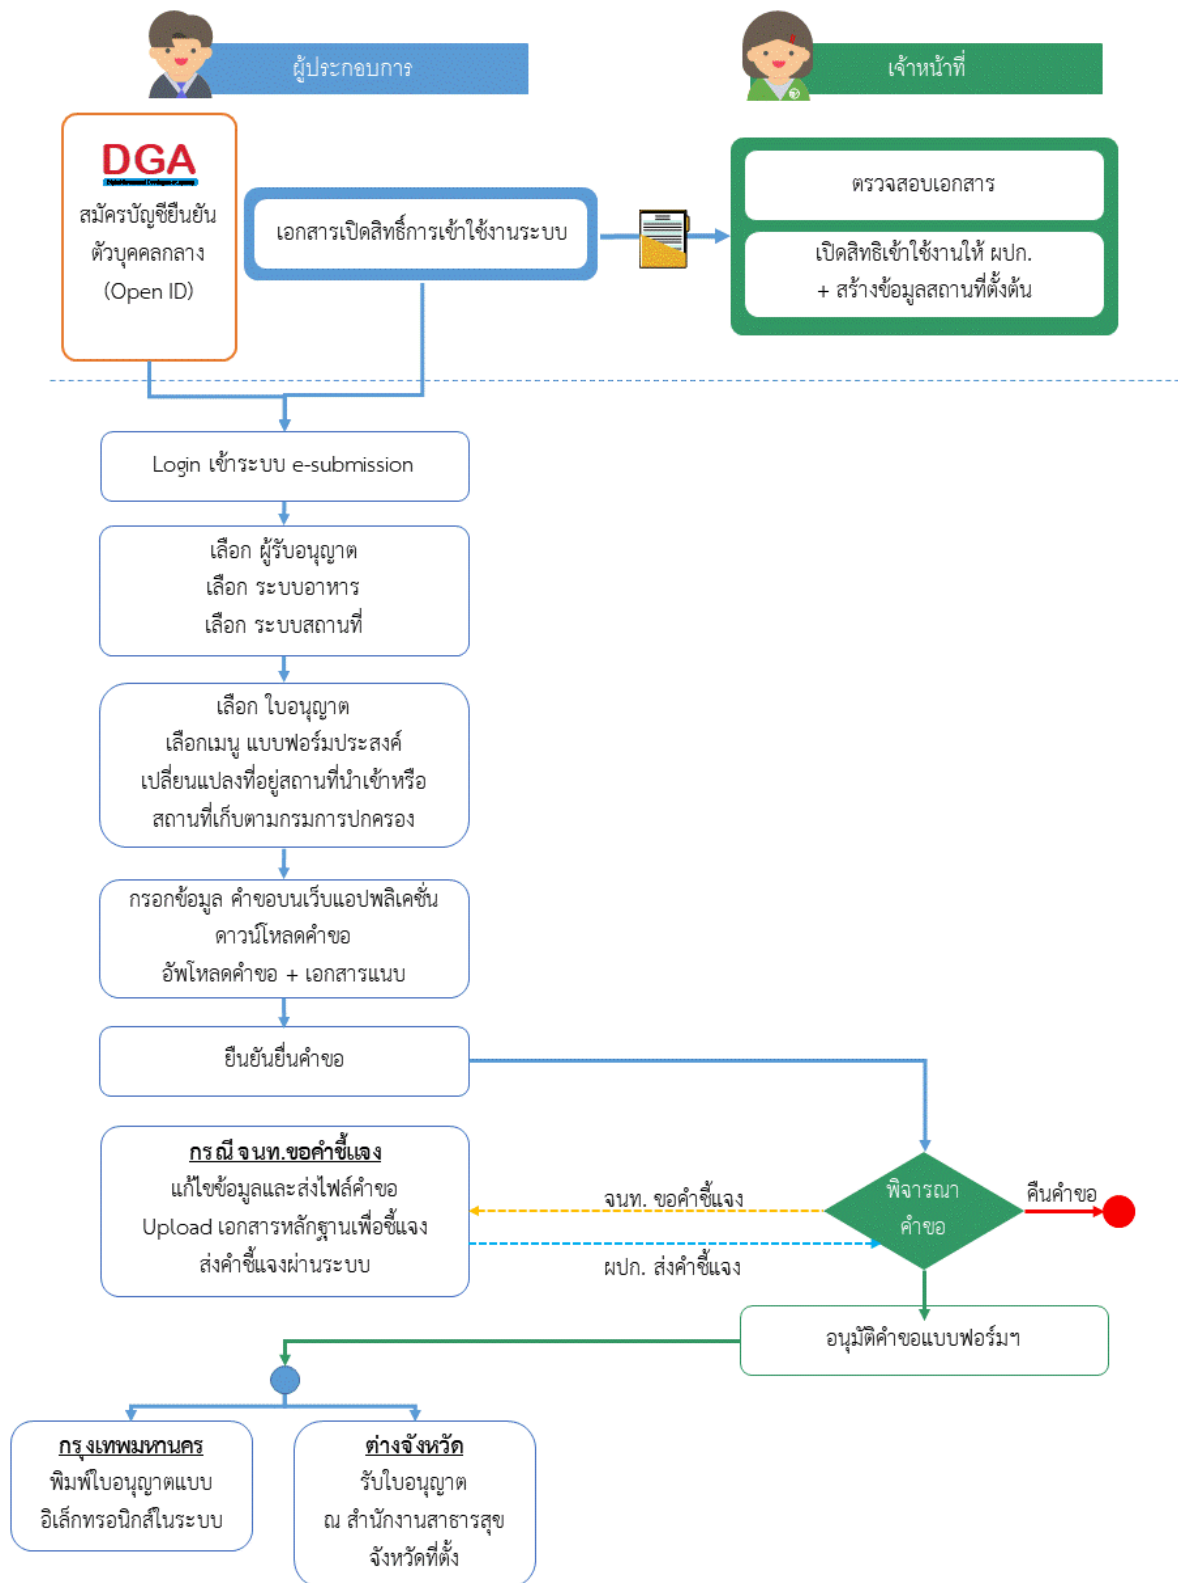 ผู้ประกอบการ
เจ้าหน้าที่
DGA
สมัครบัญชียืนยัน
ตัวบุคคลกลาง
(Open ID)
เอกสารเปิดสิทธิ์การเข้าใช้งานระบบ
ตรวจสอบเอกสาร
เปิดสิทธิเข้าใช้งานให้ ผปก.
+ สร้างข้อมูลสถานที่ตั้งต้น
Login เข้าระบบ e-submission
เลือก ผู้รับอนุญาต
เลือก ระบบอาหาร
เลือก ระบบสถานที่
เลือก ใบอนุญาต
เลือกเมนู แบบฟอร์มประสงค์
เปลี่ยนแปลงที่อยู่สถานที่นำเข้าหรือ
สถานที่เก็บตามกรมการปกครอง
กรอกข้อมูล คำขอบนเว็บแอปพลิเคชั่น
ดาวน์โหลดคำขอ
อัพโหลดคำขอ + เอกสารแนบ
ยืนยันยื่นคำขอ
กรณี จนท.ขอคำชี้แจง
แก้ไขข้อมูลและส่งไฟล์คำขอ
Upload เอกสารหลักฐานเพื่อชี้แจง
ส่งคำชี้แจงผ่านระบบ
จนท. ขอคำชี้แจง
ผปก. ส่งคำชี้แจง
พิจารณา
คำขอ
คืนคำขอ
อนุมัติคำขอแบบฟอร์มฯ
กรุงเทพมหานคร
พิมพ์ใบอนุญาตแบบ
อิเล็กทรอนิกส์ในระบบ
ต่างจังหวัด
รับใบอนุญาต
ณ สำนักงานสาธารสุข
จังหวัดที่ตั้ง